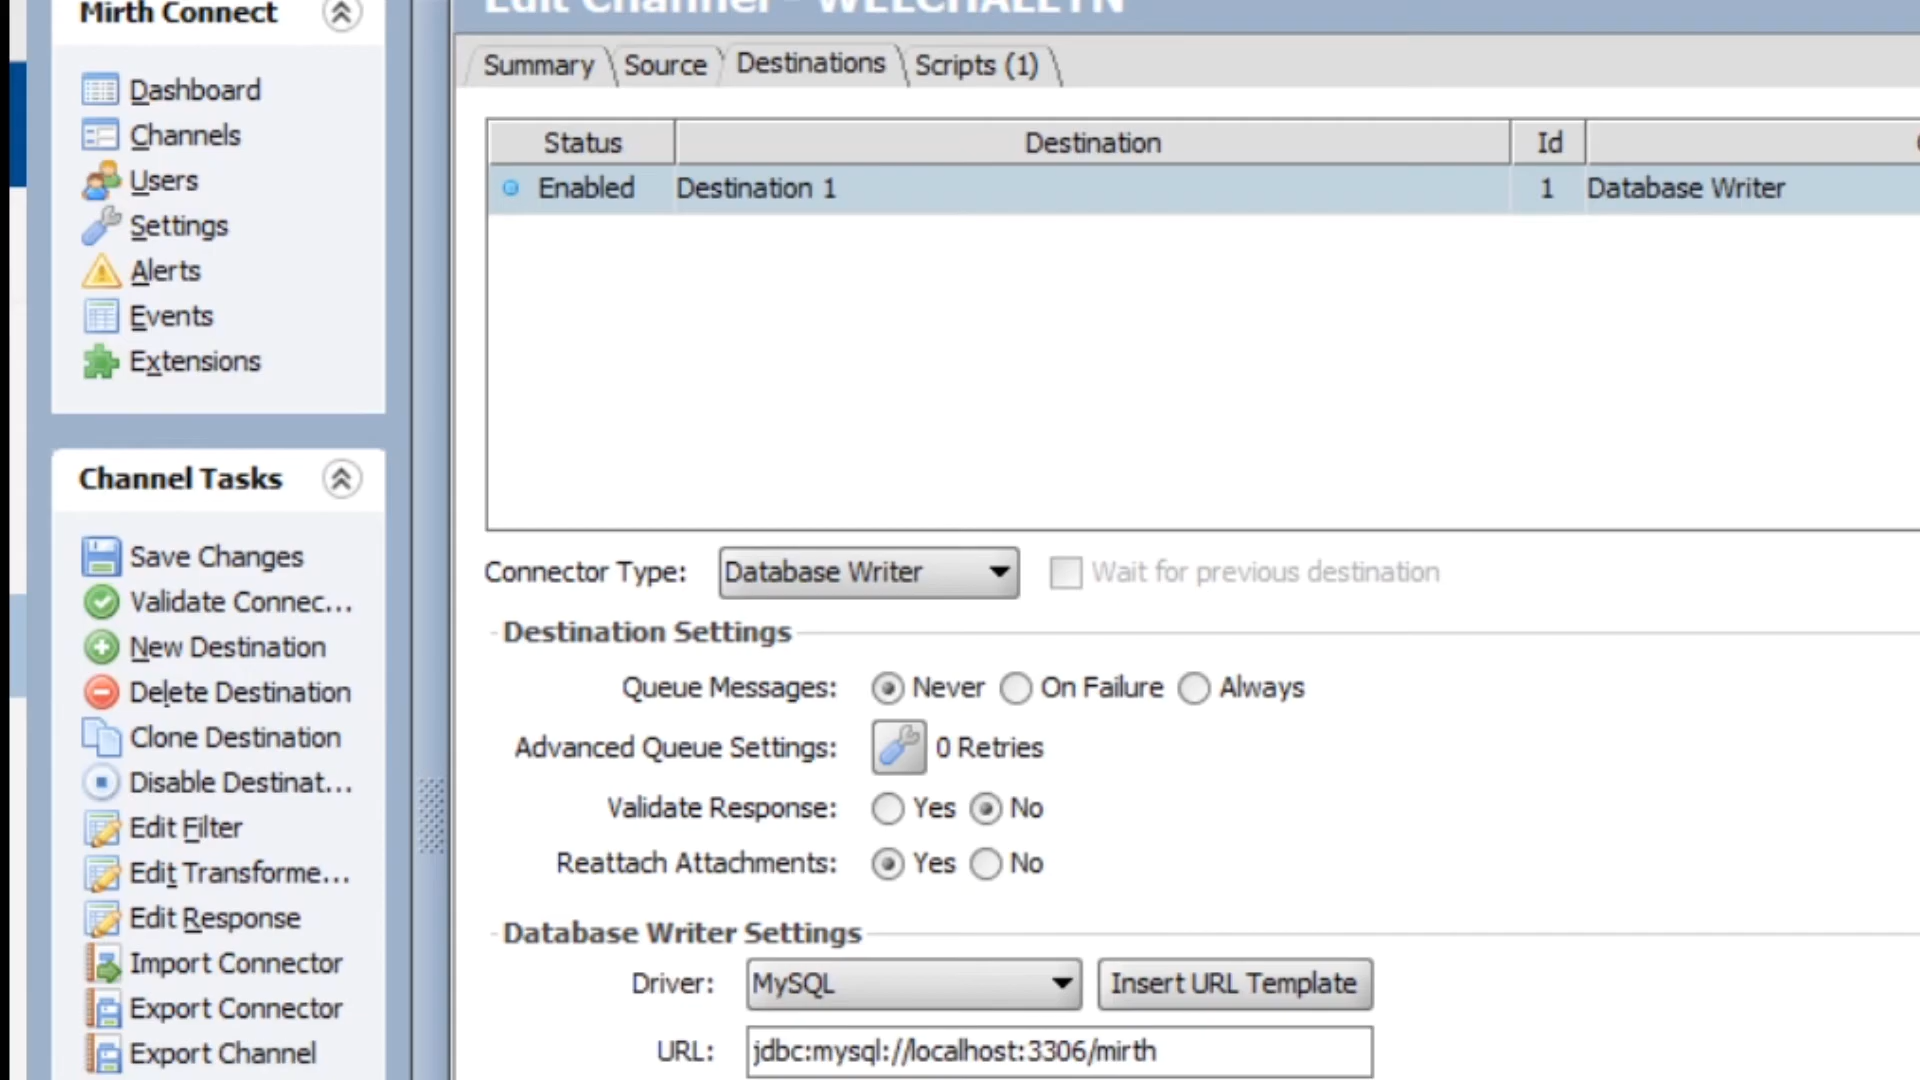 Mirth Connect
Dashboard
Channels
Users
Settings
Alerts
Events
Extensions
Channel Tasks
Save Changes
Validate Connec...
New Destination
Delete Destination
Clone Destination
Disable Destinat...
Edit Filter
Edit Transforme...
Edit Response
Import Connector
Export Connector
Export Channel
Edit Channel -
Summary Source Destinations Scripts (1)
Status Destination Id
Enabled Destination 1 1 Database Writer
Connector Type: Database Writer Wait for previous destination
Destination Settings
Queue Messages: Never On Failure Always
Advanced Queue Settings: 0 Retries
Validate Response: Yes No
Reattach Attachments: Yes No
Database Writer Settings
Driver: MySQL Insert URL Template
URL: jdbc:mysql://localhost:3306/mirth